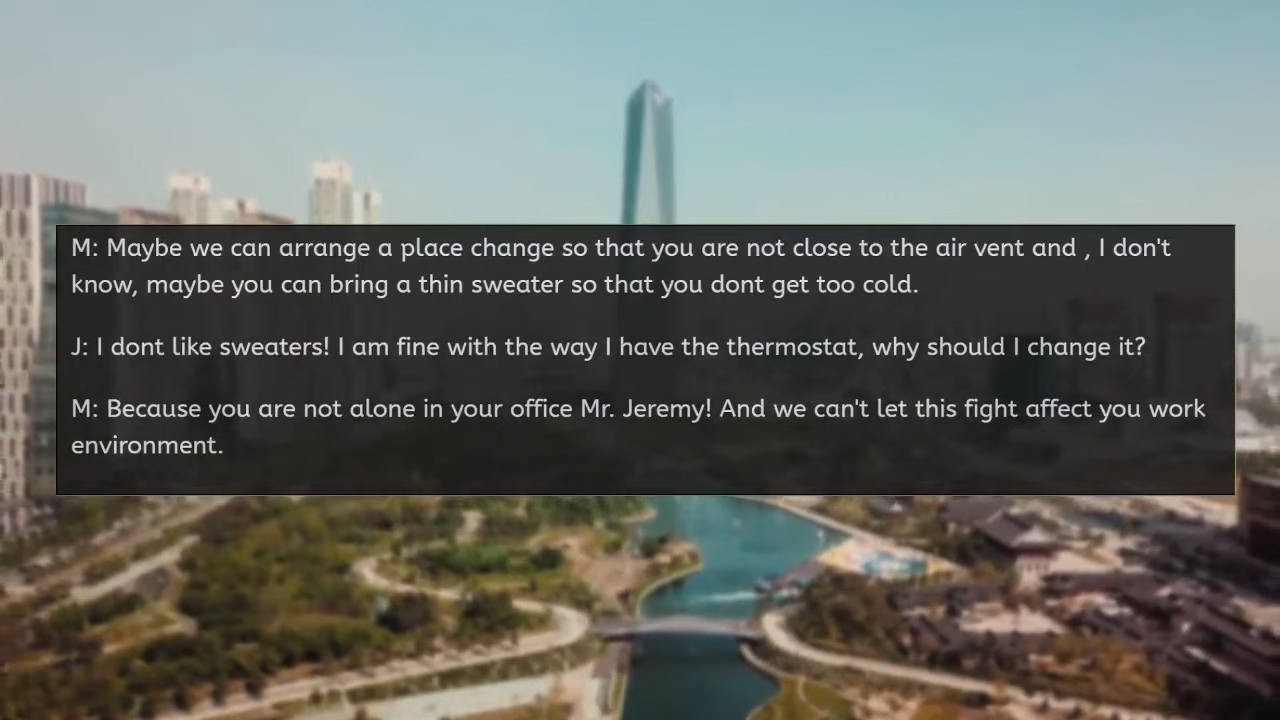 M: Maybe we can arrange a place change so that you are not close to the air vent and , I don't
know, maybe you can bring a thin sweater so that you dont get too cold.
J: I dont like sweaters! I am fine with the way I have the thermostat, why should I change it?
M: Because you are not alone in your office Mr. Jeremy! And we can't let this fight affect you work
environment.